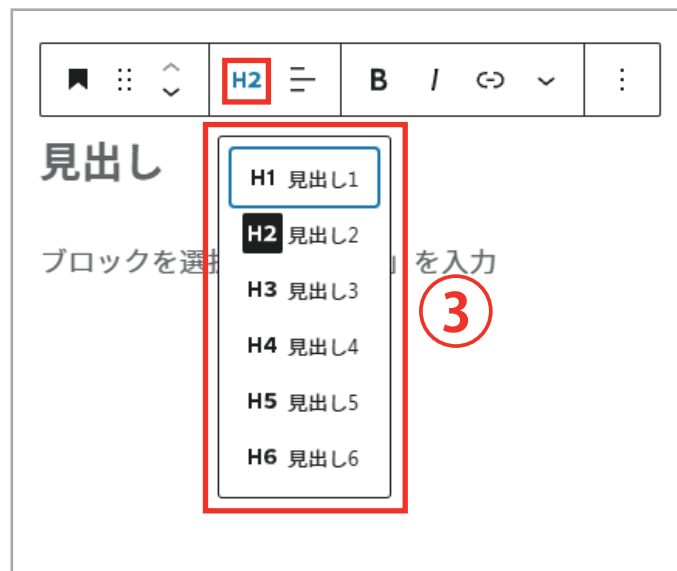 H2 B I
見出し
H1 見出し1
H2 見出し2
ブロックを選 」を入力
H3 見出し3
③
H4 見出し4
H5 見出し5
H6 見出し6